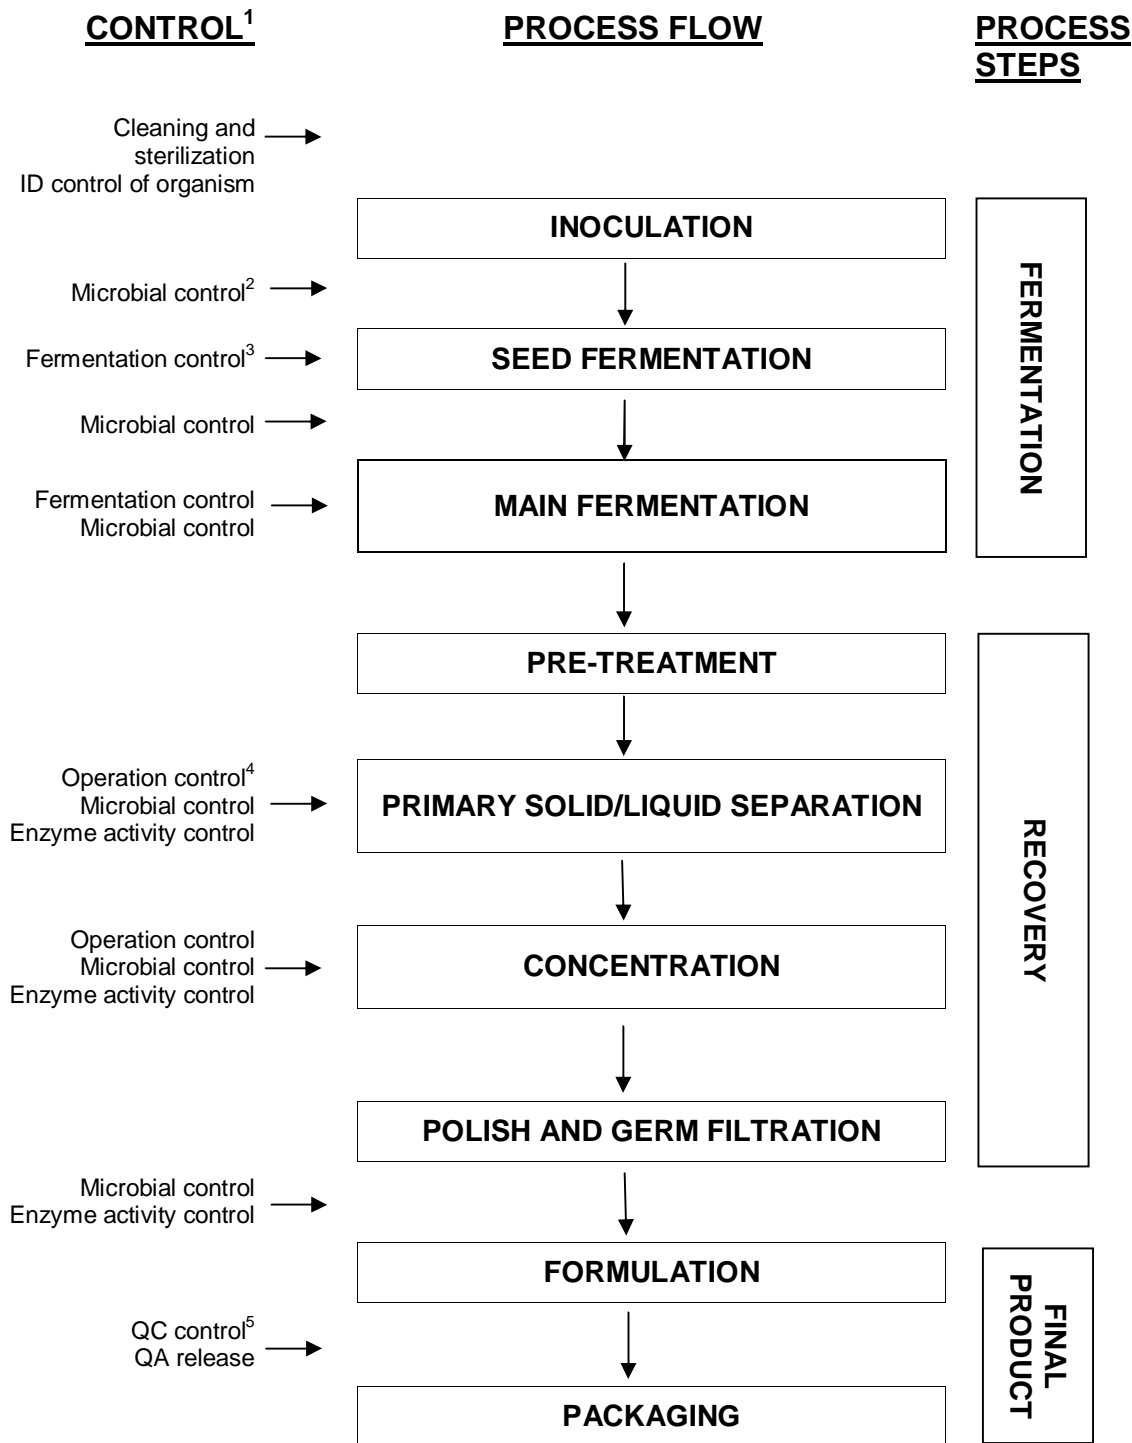 CONTROL¹
PROCESS FLOW
PROCESS
STEPS
Cleaning and
sterilization
ID control of organism
INOCULATION
Microbial control²
Fermentation control³
SEED FERMENTATION
Microbial control
Fermentation control
Microbial control
MAIN FERMENTATION
FERMENTATION
PRE-TREATMENT
Operation control⁴
Microbial control
Enzyme activity control
PRIMARY SOLID/LIQUID SEPARATION
Operation control
Microbial control
Enzyme activity control
CONCENTRATION
POLISH AND GERM FILTRATION
RECOVERY
Microbial control
Enzyme activity control
FORMULATION
QC control⁵
QA release
PACKAGING
FINAL
PRODUCT